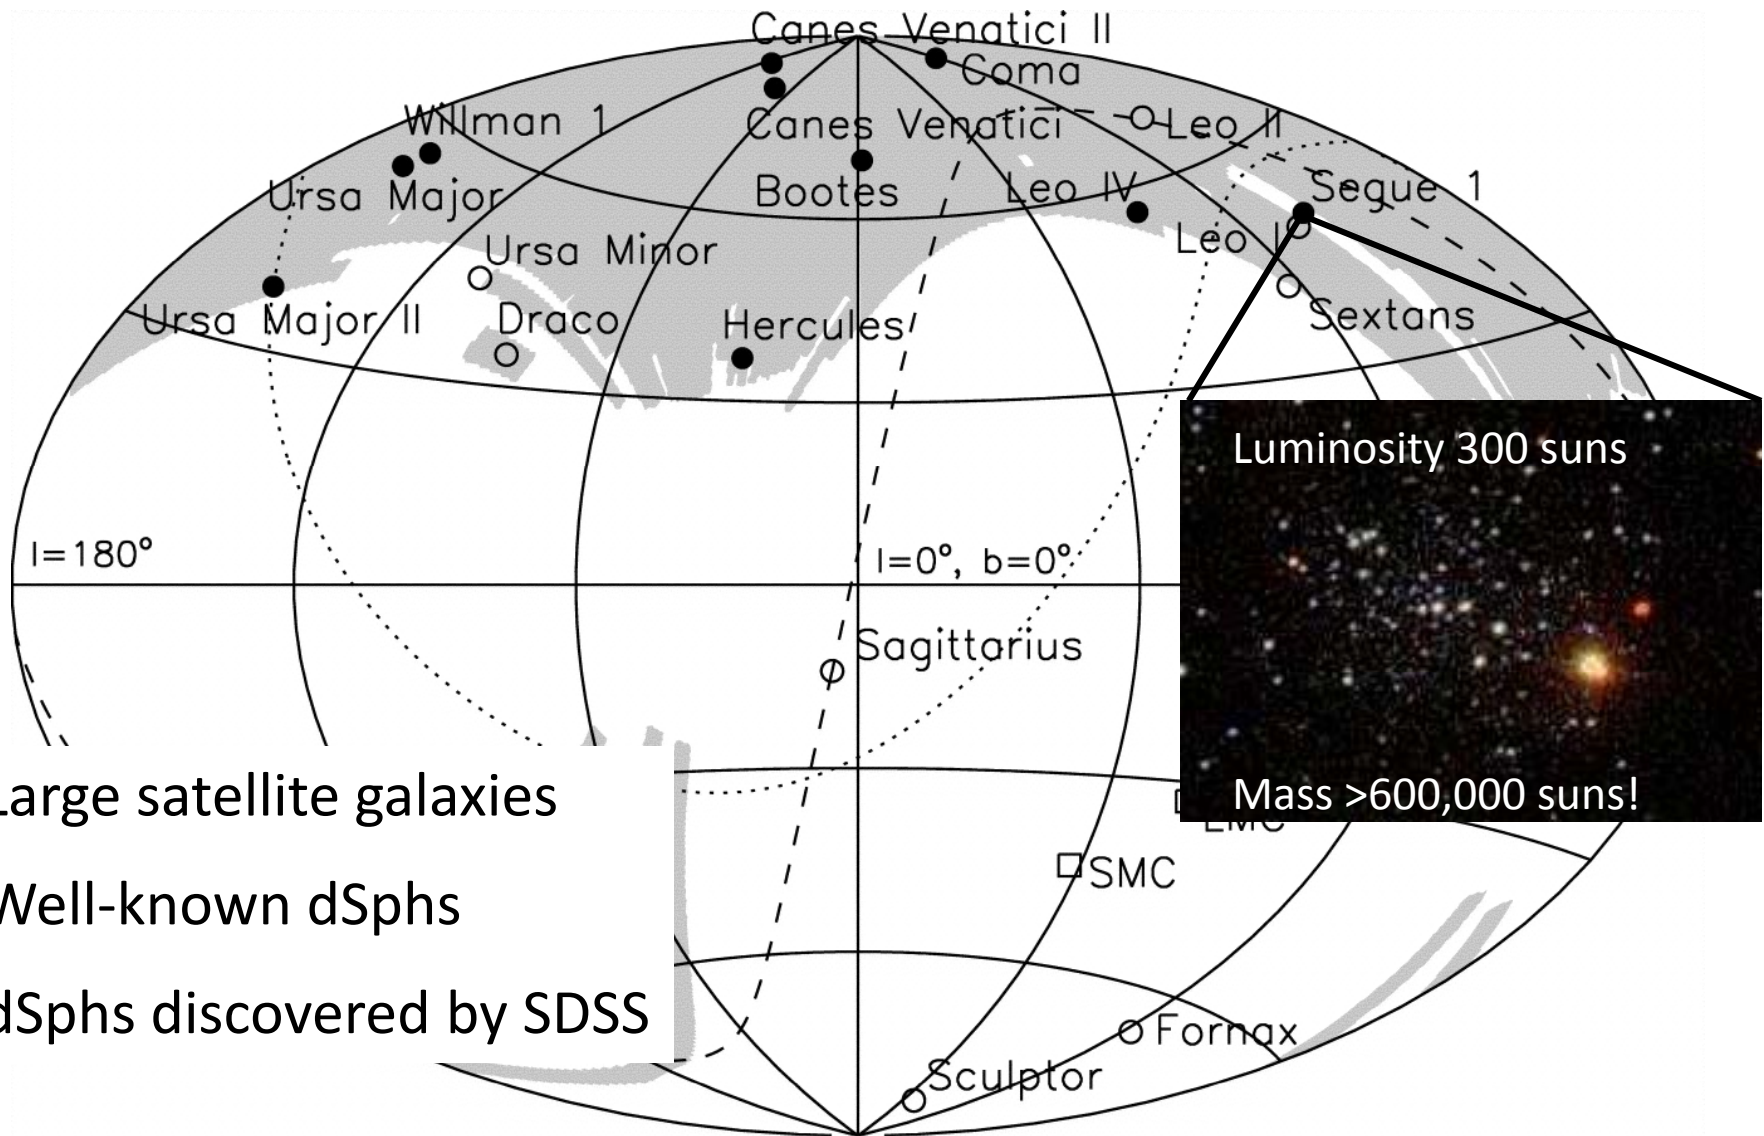 Canes Venatici II
Coma
Willman 1
Canes Venatici
Leo II
Ursa Major
Bootes
Leo IV
Segue 1
Ursa Minor
Leo I
Ursa Major II
Draco
Hercules
Sextans
Luminosity 300 suns
l=180°
l=0°, b=0°
Sagittarius
Mass >600,000 suns!
Large satellite galaxies
LMC
SMC
Well-known dSphs
dSphs discovered by SDSS
Fornax
Sculptor